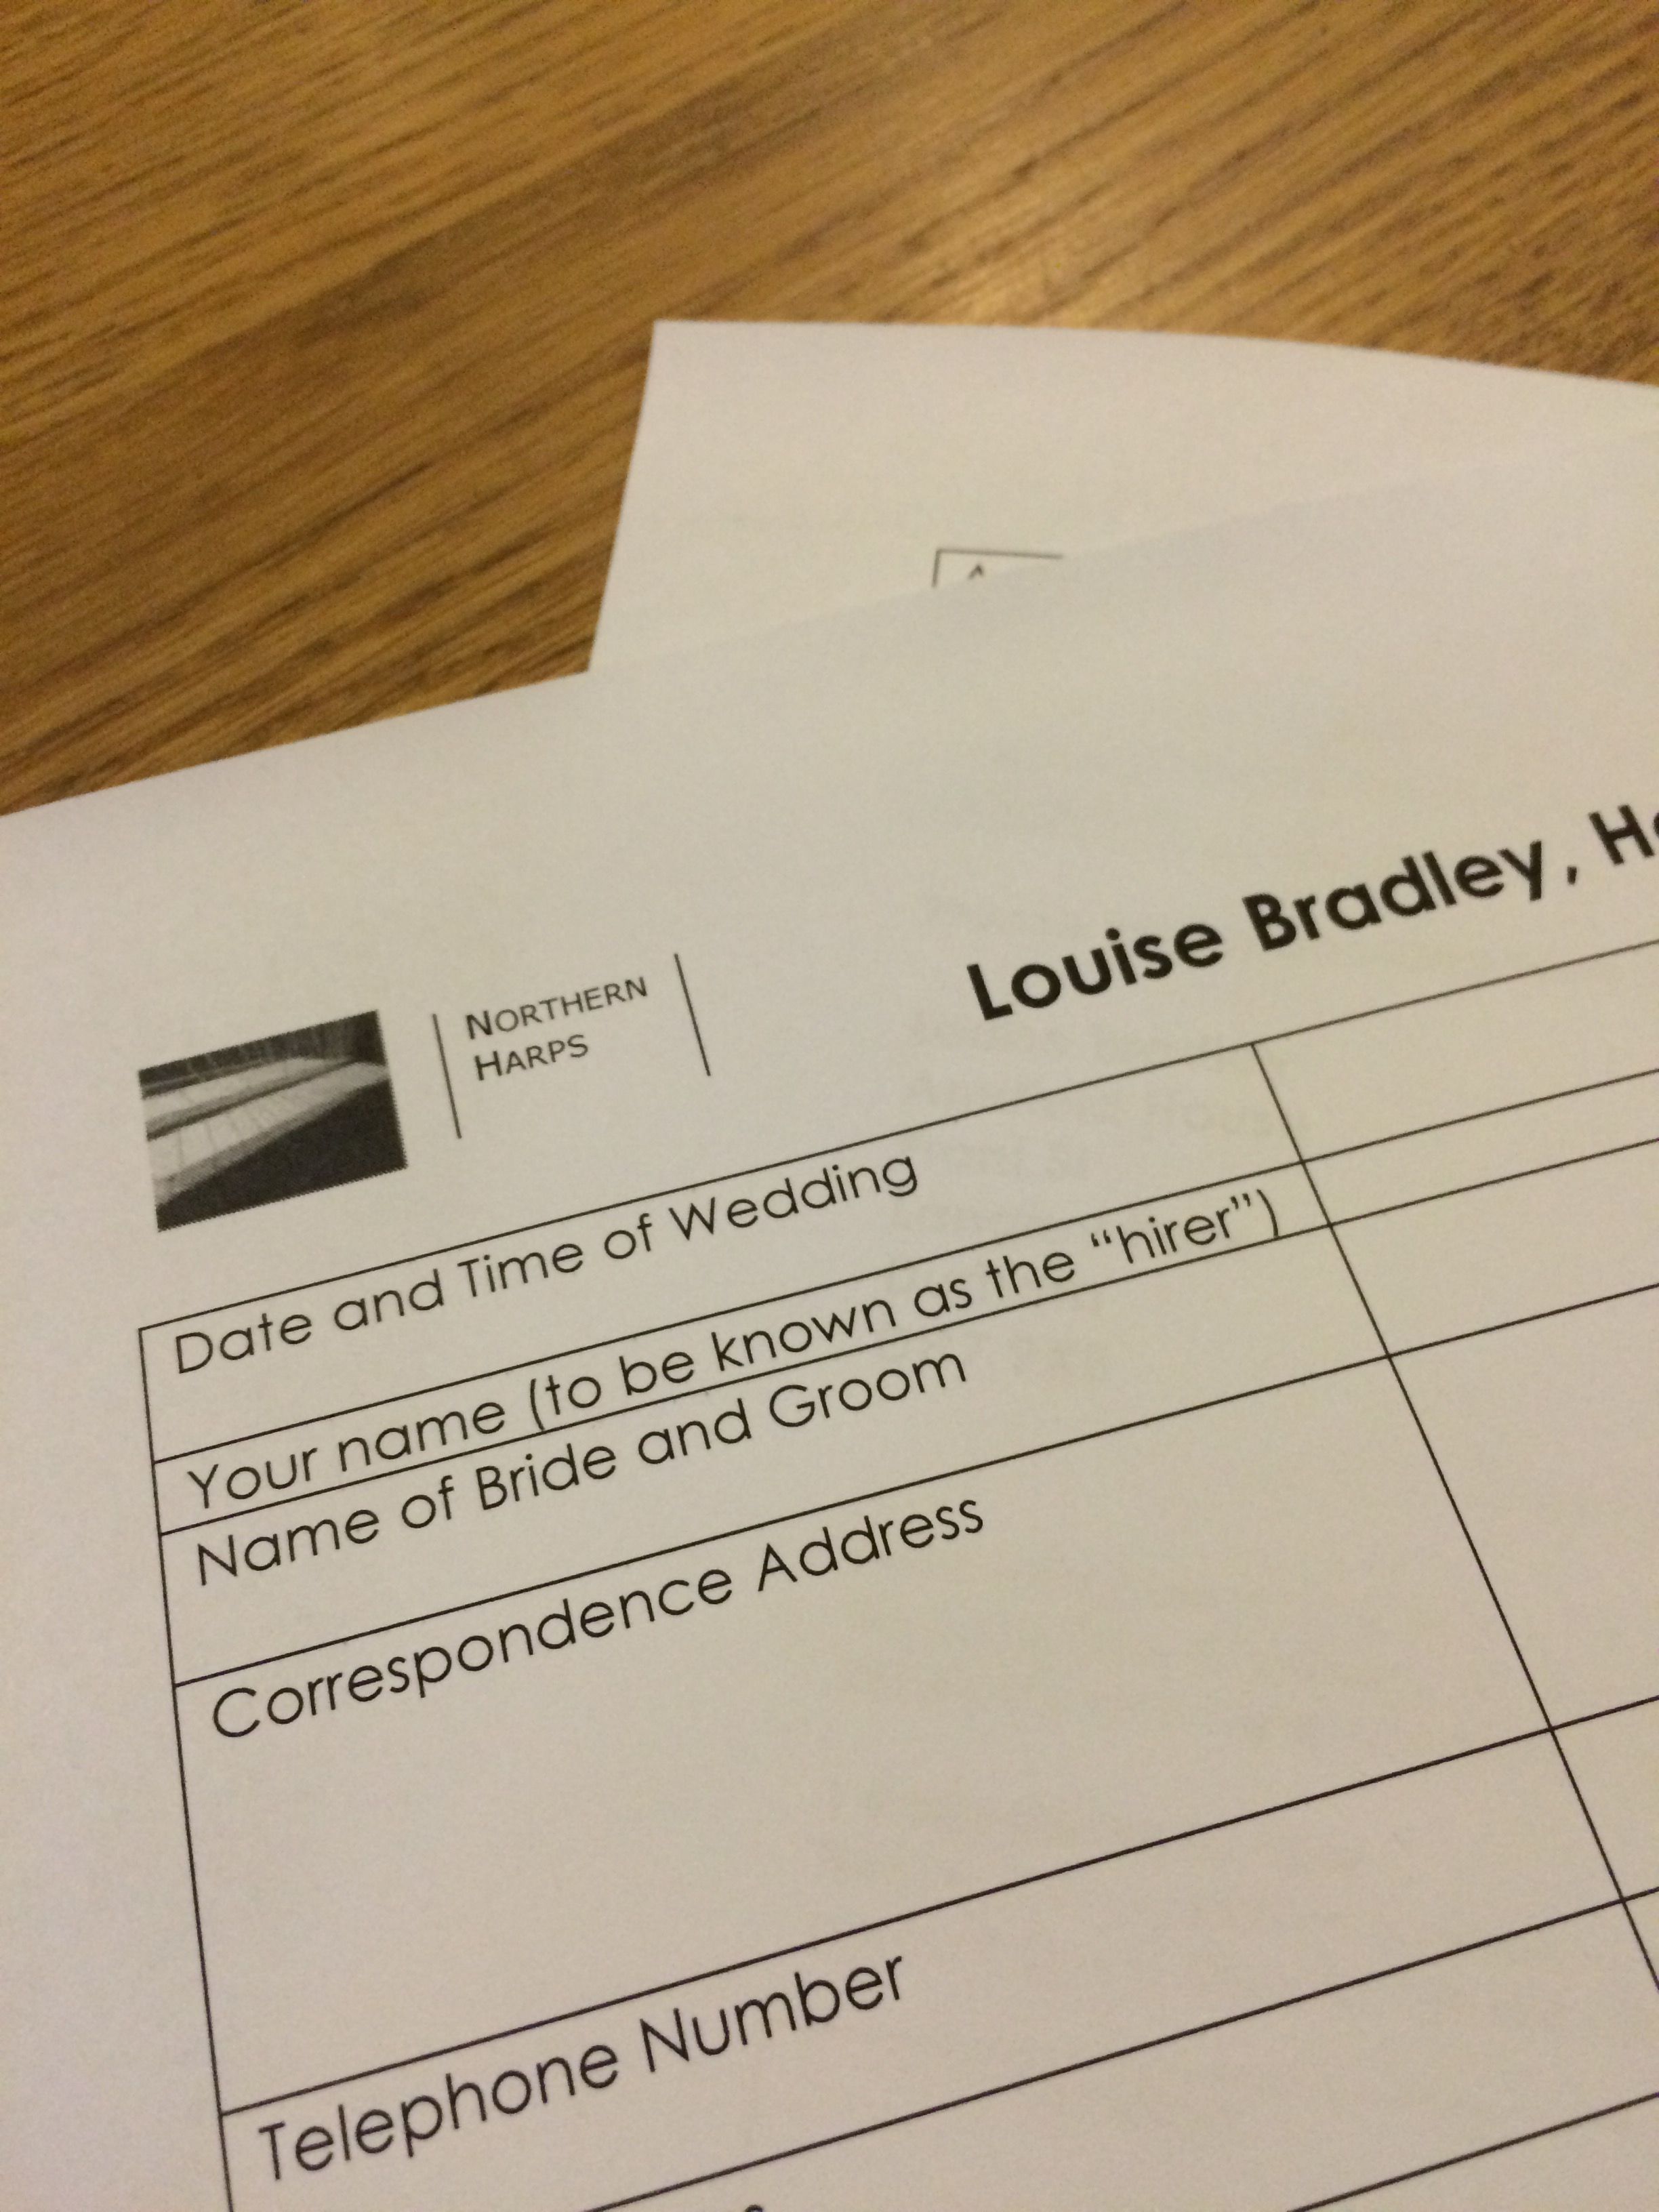 NORTHERN
HARPS
Louise Bradley,
Date and Time of Wedding
Your name (to be known as the “hirer”)
Name of Bride and Groom
Correspondence Address
Telephone Number